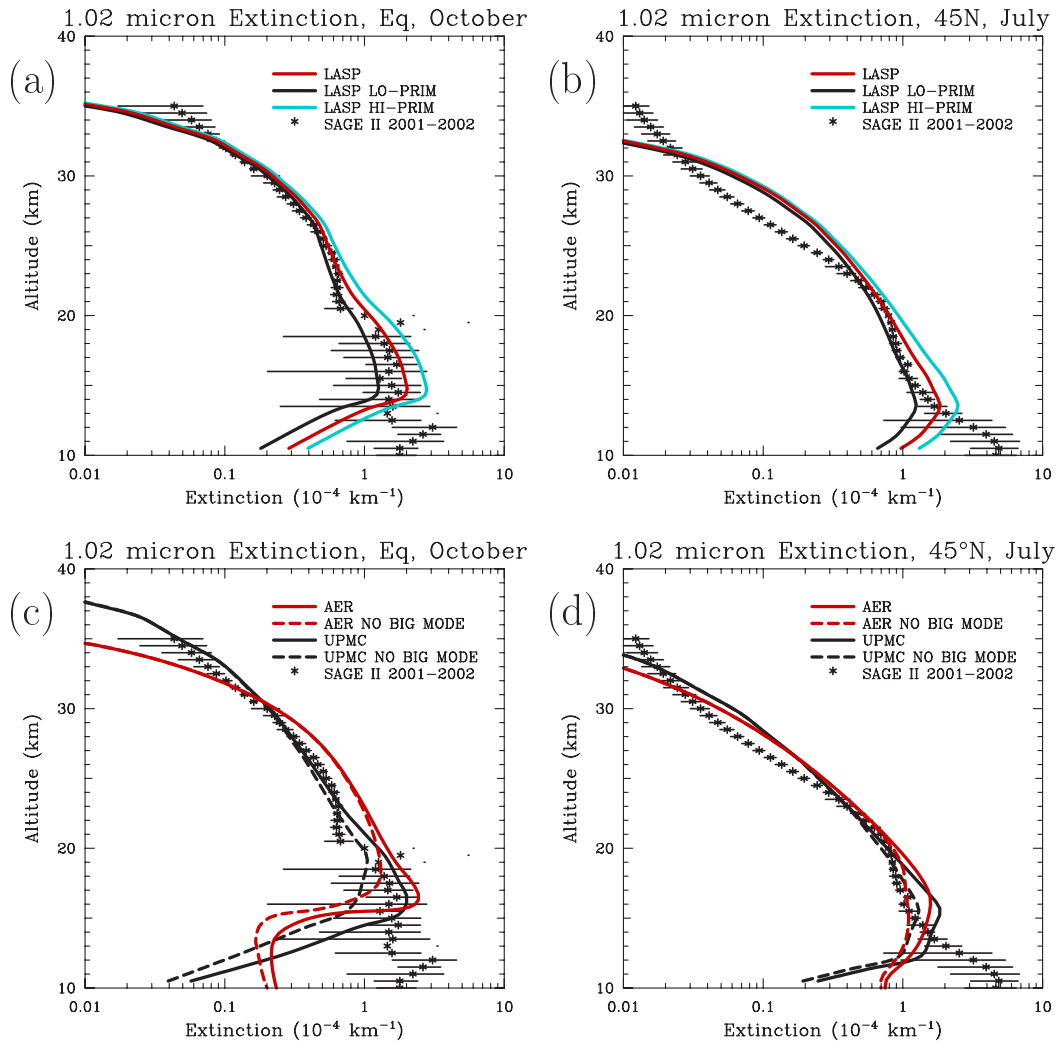 1.02 micron Extinction, Eq, October
(a)
40
30
20
10
Altitude (km)
LASP
LASP LO-PRIM
LASP HI-PRIM
SAGE II 2001-2002
0.01 0.1 1 10
Extinction (10⁻⁴ km⁻¹)
1.02 micron Extinction, 45N, July
(b)
40
30
20
10
Altitude (km)
LASP
LASP LO-PRIM
LASP HI-PRIM
SAGE II 2001-2002
0.01 0.1 1 10
Extinction (10⁻⁴ km⁻¹)
1.02 micron Extinction, Eq, October
(c)
40
30
20
10
Altitude (km)
AER
AER NO BIG MODE
UPMC
UPMC NO BIG MODE
SAGE II 2001-2002
0.01 0.1 1 10
Extinction (10⁻⁴ km⁻¹)
1.02 micron Extinction, 45°N, July
(d)
40
30
20
10
Altitude (km)
AER
AER NO BIG MODE
UPMC
UPMC NO BIG MODE
SAGE II 2001-2002
0.01 0.1 1 10
Extinction (10⁻⁴ km⁻¹)